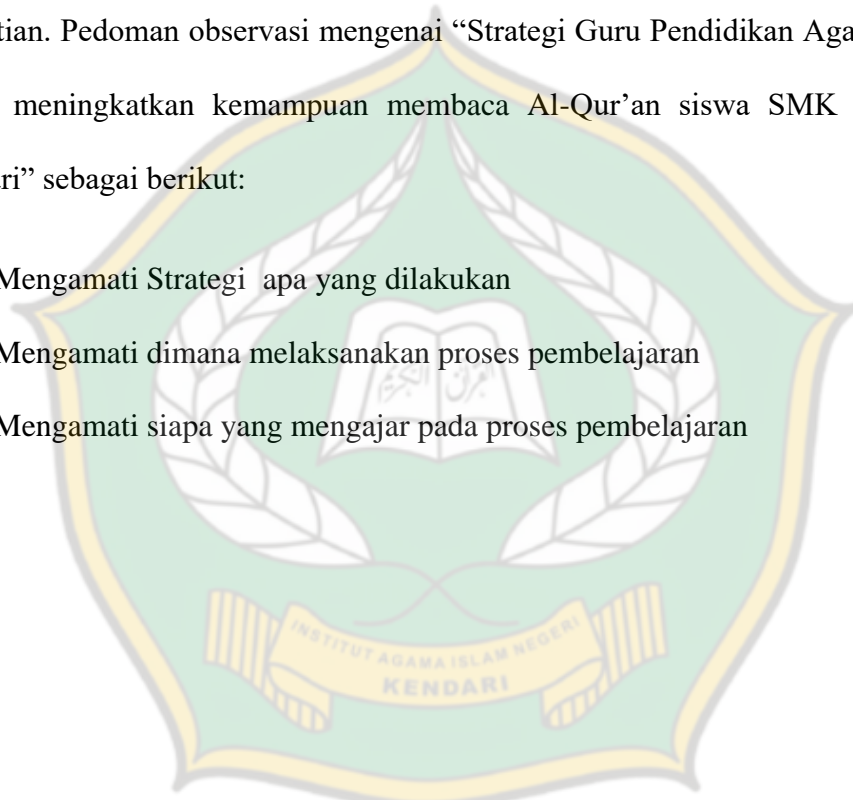 tian. Pedoman observasi mengenai “Strategi Guru Pendidikan Aga
meningkatkan kemampuan membaca Al-Qur’an siswa SMK
ri” sebagai berikut:
Mengamati Strategi apa yang dilakukan
Mengamati dimana melaksanakan proses pembelajaran
Mengamati siapa yang mengajar pada proses pembelajaran
القرآن الكريم
INSTITUT AGAMA ISLAM NEGERI
KENDARI